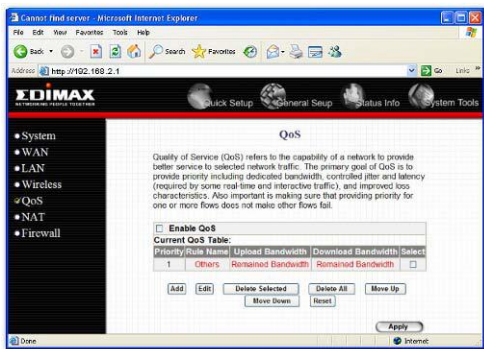 Cannot find server - Microsoft Internet Explorer
File Edit View Favorites Tools Help
Back Search Favorites
Address http://192.168.2.1 Go Links »
EDIMAX
NETWORKING PEOPLE TOGETHER
Quick Setup General Seup Status Info System Tools
System
WAN
LAN
Wireless
QoS
NAT
Firewall
QoS
Quality of Service (QoS) refers to the capability of a network to provide
better service to selected network traffic. The primary goal of QoS is to
provide priority including dedicated bandwidth, controlled jitter and latency
(required by some real-time and interactive traffic), and improved loss
characteristics. Also important is making sure that providing priority for
one or more flows does not make other flows fail.
Enable QoS
Current QoS Table:
Priority Rule Name Upload Bandwidth Download Bandwidth Select
1 Others Remained Bandwidth Remained Bandwidth
Add Edit Delete Selected Delete All Move Up
Move Down Reset
Apply
Done Internet